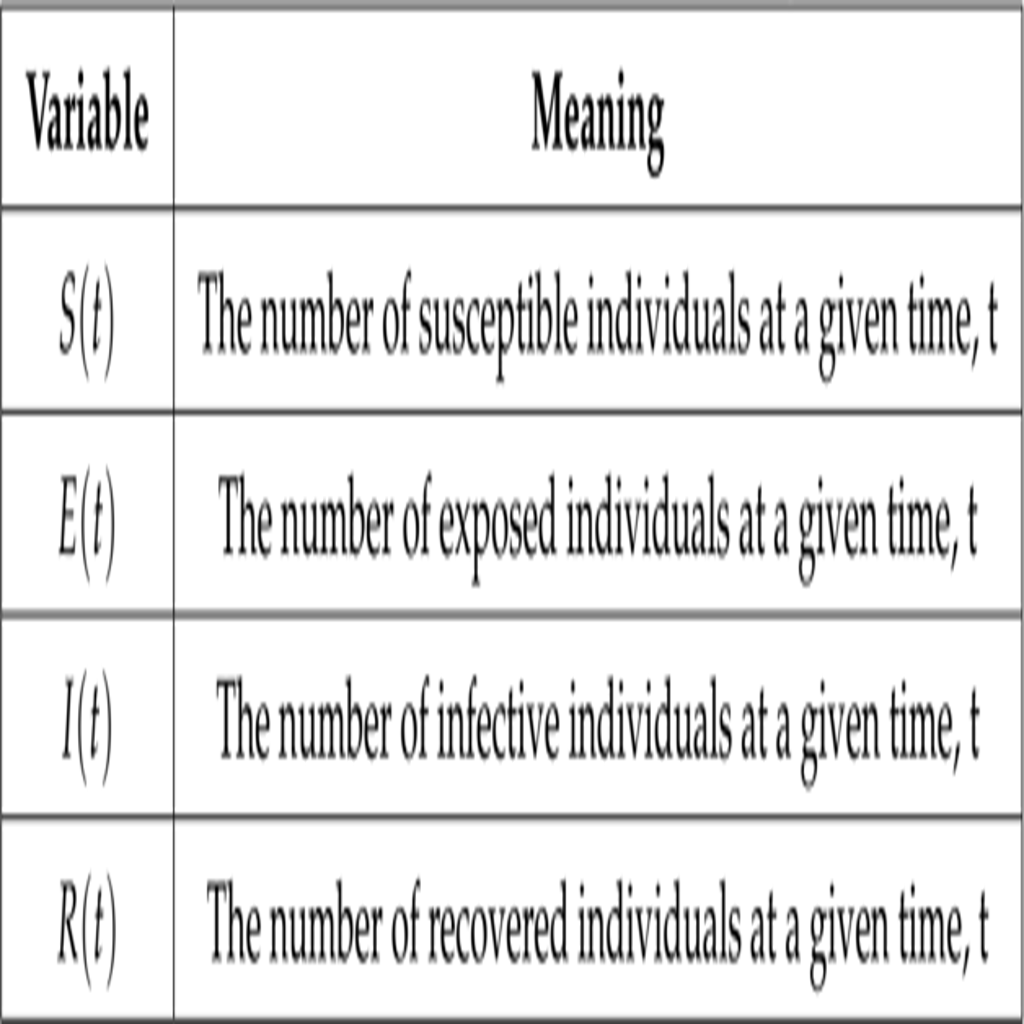 Variable Meaning
S(t) The number of susceptible individuals at a given time, t
E(t) The number of exposed individuals at a given time, t
I(t) The number of infective individuals at a given time, t
R(t) The number of recovered individuals at a given time, t